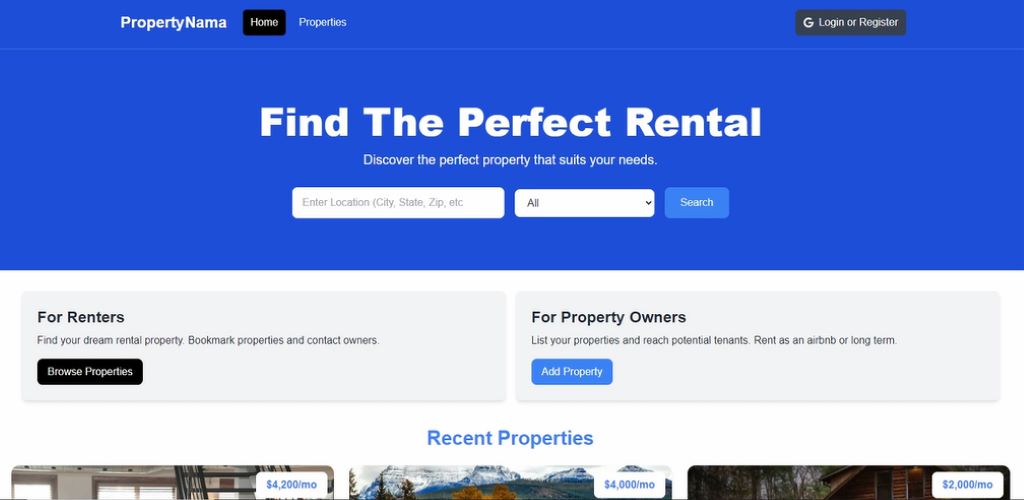 PropertyNama Home Properties Login or Register
Find The Perfect Rental
Discover the perfect property that suits your needs.
Enter Location (City, State, Zip, etc All Search
For Renters
Find your dream rental property. Bookmark properties and contact owners.
Browse Properties
For Property Owners
List your properties and reach potential tenants. Rent as an airbnb or long term.
Add Property
Recent Properties
$4,200/mo $4,000/mo $2,000/mo